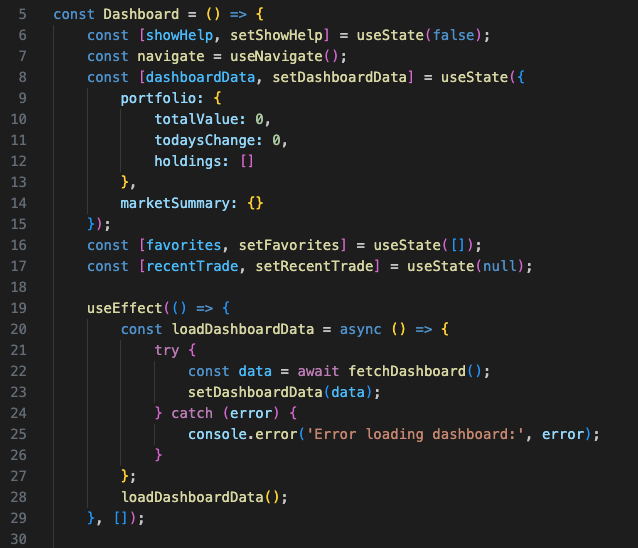 5 const Dashboard = () => {
6     const [showHelp, setShowHelp] = useState(false);
7     const navigate = useNavigate();
8     const [dashboardData, setDashboardData] = useState({
9         portfolio: {
10             totalValue: 0,
11             todaysChange: 0,
12             holdings: []
13         },
14         marketSummary: {}
15     });
16     const [favorites, setFavorites] = useState([]);
17     const [recentTrade, setRecentTrade] = useState(null);
18
19     useEffect(() => {
20         const loadDashboardData = async () => {
21             try {
22                 const data = await fetchDashboard();
23                 setDashboardData(data);
24             } catch (error) {
25                 console.error('Error loading dashboard:', error);
26             }
27         };
28         loadDashboardData();
29     }, []);
30